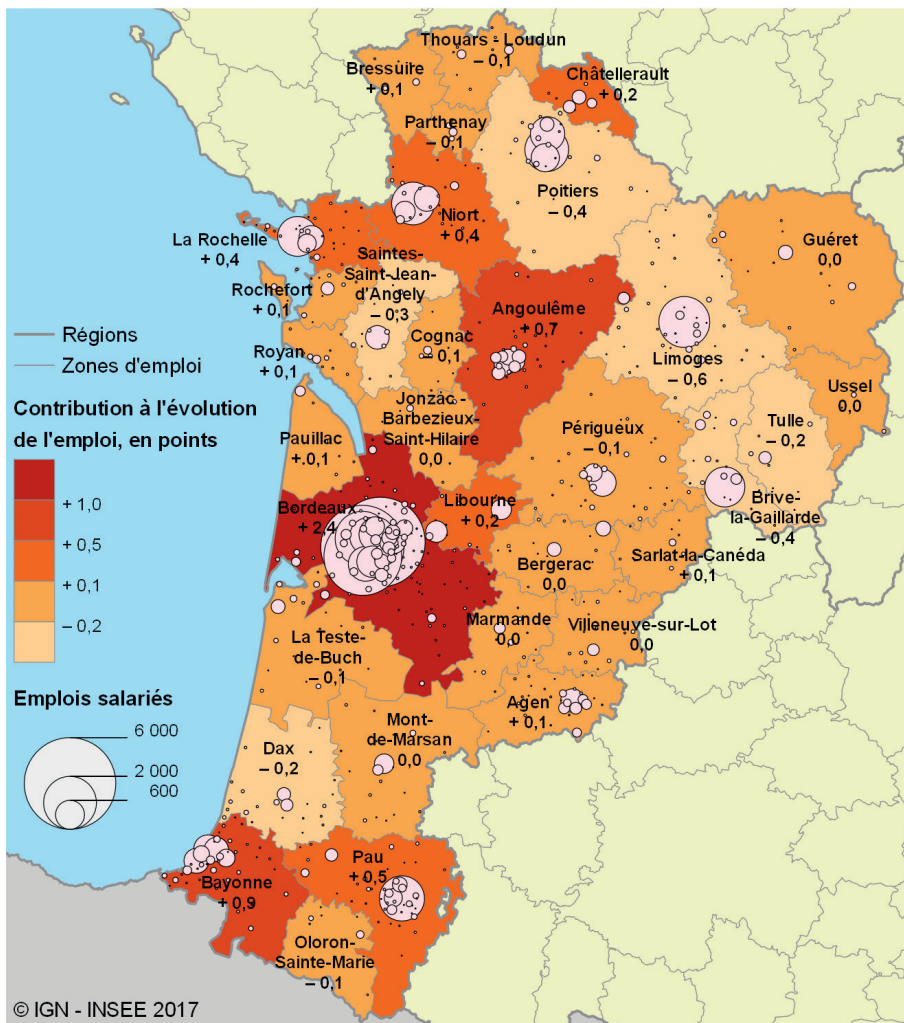 Thouars - Loudun
– 0,1
Bressuire
+ 0,1
Châtellerault
+ 0,2
Parthenay
– 0,1
Poitiers
– 0,4
Niort
+ 0,4
La Rochelle
+ 0,4
Guéret
0,0
Saintes-
Saint-Jean-
d'Angely
– 0,3
Rochefort
+ 0,1
Angoulême
+ 0,7
Cognac
– 0,1
Régions
Zones d'emploi
Royan
+ 0,1
Limoges
– 0,6
Ussel
0,0
Contribution à l'évolution
de l'emploi, en points
+ 1,0
+ 0,5
+ 0,1
– 0,2
Jonzac -
Barbezieux-
Saint-Hilaire
0,0
Pauillac
+ 0,1
Périgueux
– 0,1
Tulle
– 0,2
Brive-
la-Gaillarde
– 0,4
Bordeaux
+ 2,4
Libourne
+ 0,2
Bergerac
0,0
Sarlat-la-Canéda
+ 0,1
Marmande
0,0
Villeneuve-sur-Lot
0,0
La Teste-
de-Buch
– 0,1
Agen
+ 0,1
Emplois salariés
6 000
2 000
600
Mont-
de-Marsan
0,0
Dax
– 0,2
Pau
+ 0,5
Bayonne
+ 0,9
Oloron-
Sainte-Marie
– 0,1
© IGN - INSEE 2017